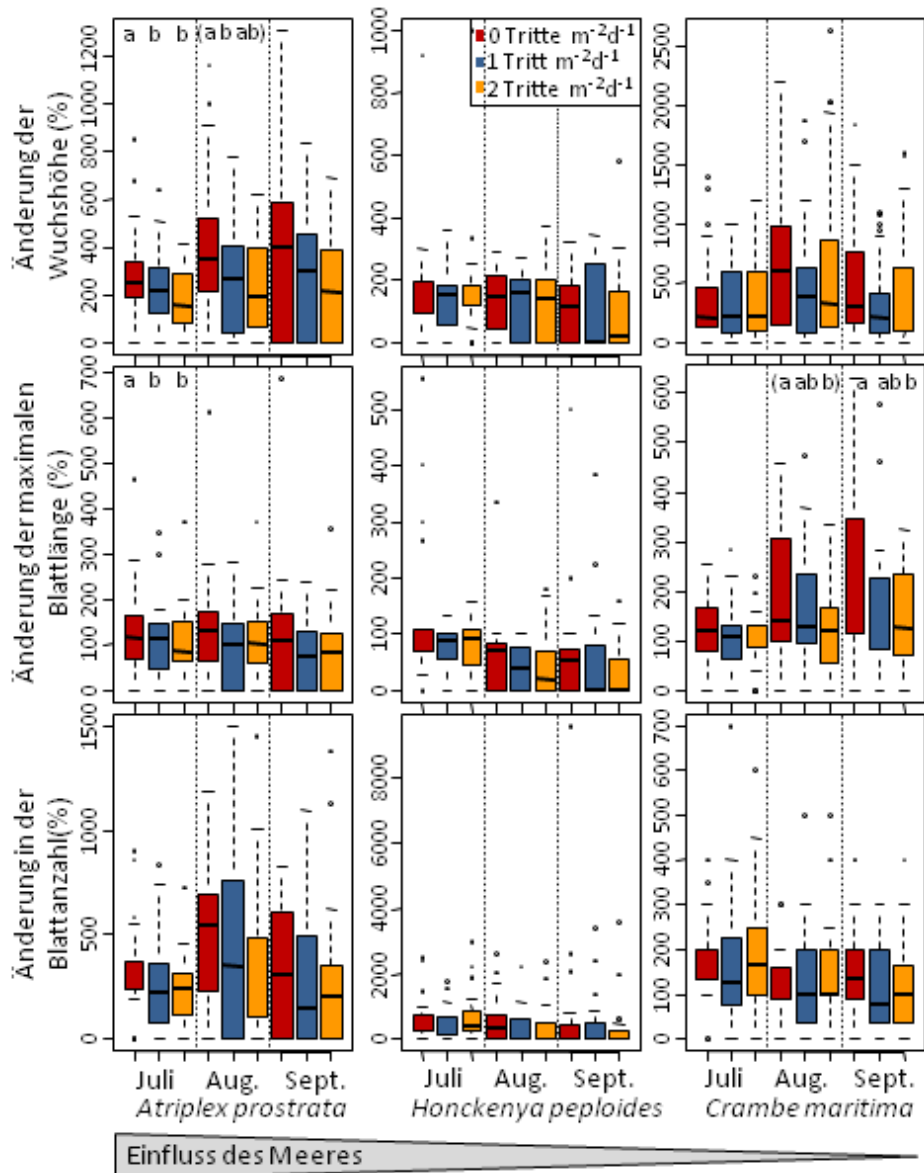 0 Tritte m-2d-1
1 Tritt m-2d-1
2 Tritte m-2d-1
Änderung der
Wuchshöhe (%)
0 200 400 600 800 1000 1200
a b b (a b ab)
0 200 400 600 800 1000
0 500 1000 1500 2000 2500
Änderung der maximalen
Blattlänge (%)
0 100 200 300 400 500 600 700
a b b
0 100 200 300 400 500
0 100 200 300 400 500 600
(a ab b) a ab b
Änderung in der
Blattanzahl(%)
0 500 1000 1500
0 2000 4000 6000 8000
0 100 200 300 400 500 600 700
Juli Aug. Sept.
Atriplex prostrata
Juli Aug. Sept.
Honckenya peploides
Juli Aug. Sept.
Crambe maritima
Einfluss des Meeres